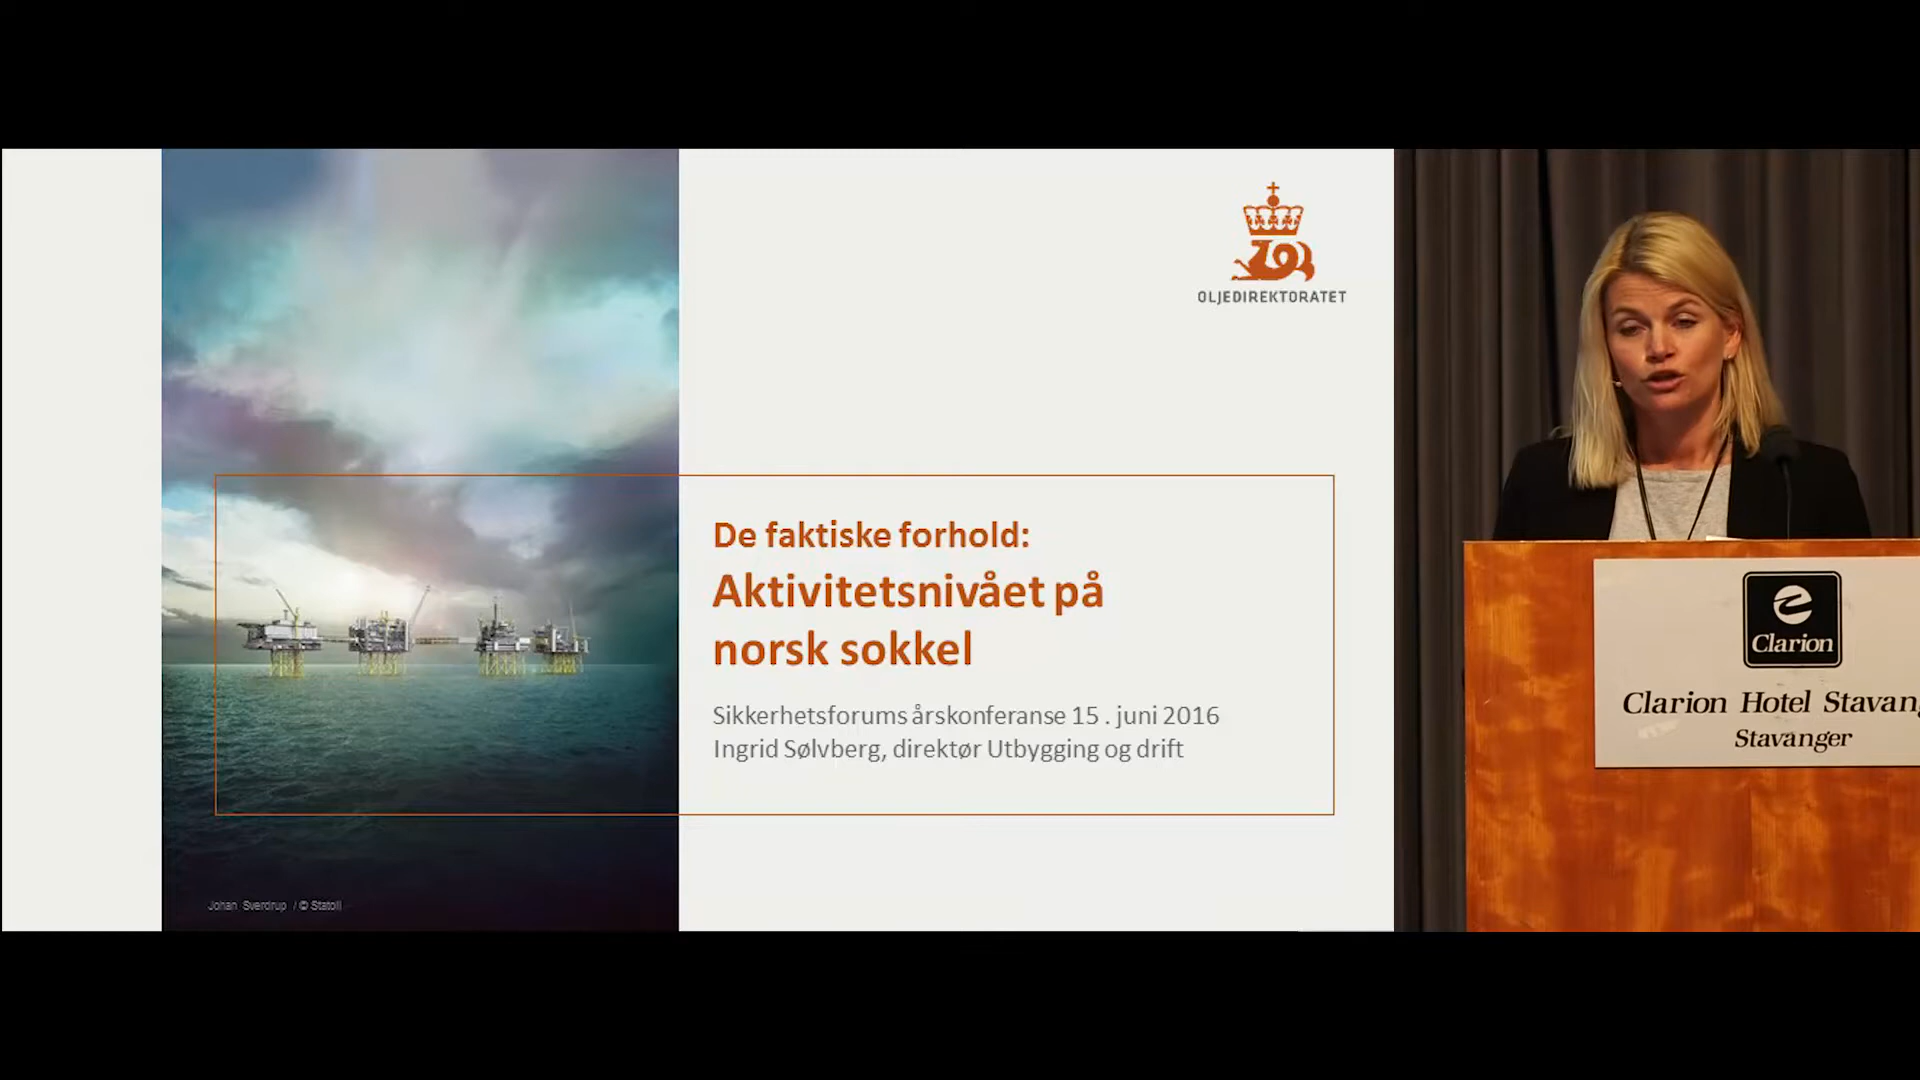 OLJEDIREKTORATET
De faktiske forhold:
Aktivitetsnivået på
norsk sokkel
Sikkerhetsforums årskonferanse 15 . juni 2016
Ingrid Sølvberg, direktør Utbygging og drift
Johan Sverdrup / © Statoil
Clarion
Clarion Hotel Stavang
Stavanger